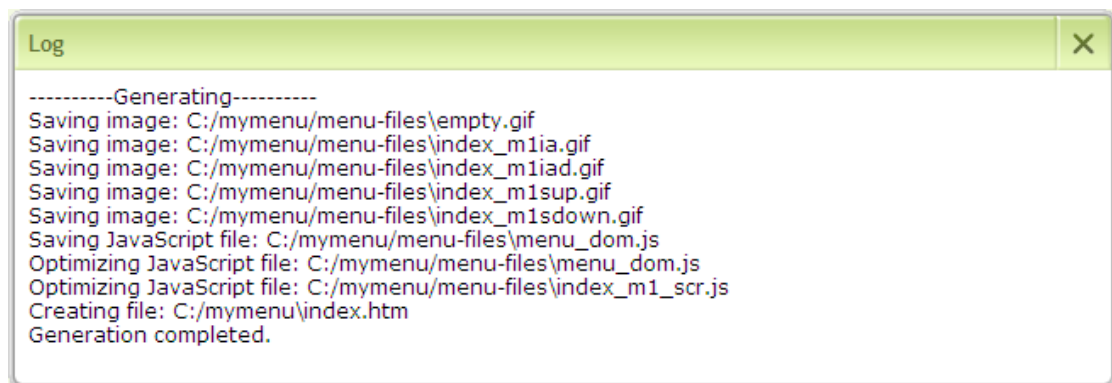 Log
----------Generating----------
Saving image: C:/mymenu/menu-files\empty.gif
Saving image: C:/mymenu/menu-files\index_m1ia.gif
Saving image: C:/mymenu/menu-files\index_m1iad.gif
Saving image: C:/mymenu/menu-files\index_m1sup.gif
Saving image: C:/mymenu/menu-files\index_m1sdown.gif
Saving JavaScript file: C:/mymenu/menu-files\menu_dom.js
Optimizing JavaScript file: C:/mymenu/menu-files\menu_dom.js
Optimizing JavaScript file: C:/mymenu/menu-files\index_m1_scr.js
Creating file: C:/mymenu\index.htm
Generation completed.